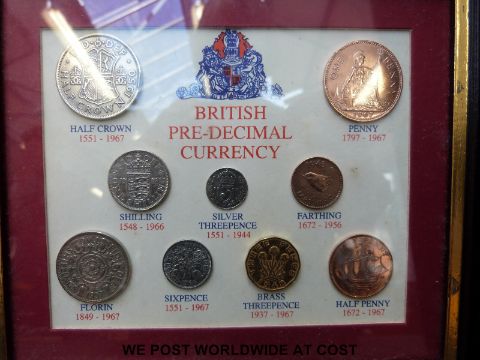 BRITISH
PRE-DECIMAL
CURRENCY
HALF CROWN
1551 - 1967
PENNY
1797 - 1967
SHILLING
1548 - 1966
SILVER
THREEPENCE
1551 - 1944
FARTHING
1672 - 1956
FLORIN
1849 - 1967
SIXPENCE
1551 - 1967
BRASS
THREEPENCE
1937 - 1967
HALF PENNY
1672 - 1967
WE POST WORLDWIDE AT COST